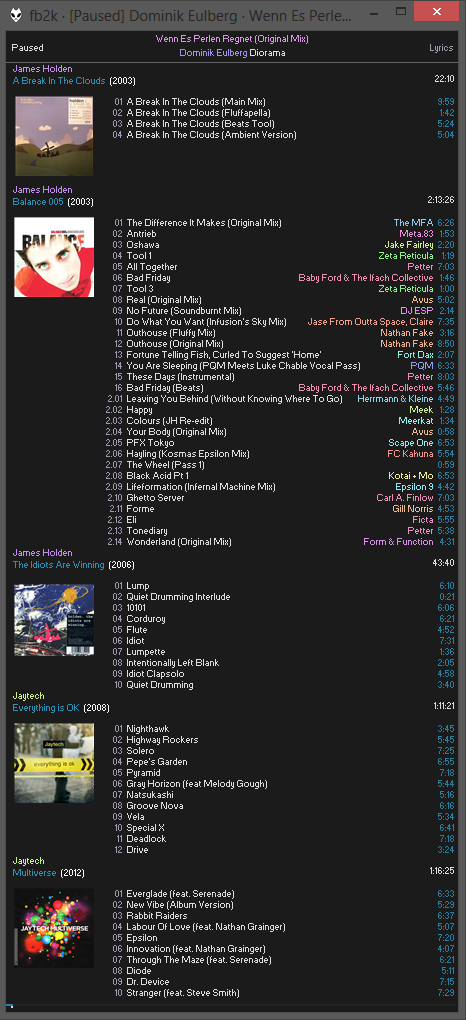 fb2k · [Paused] Dominik Eulberg · Wenn Es Perle...
Wenn Es Perlen Regnet (Original Mix)
Paused Dominik Eulberg Diorama Lyrics
James Holden
A Break In The Clouds (2003) 22:10
01 A Break In The Clouds (Main Mix) 9:59
02 A Break In The Clouds (Fluffapella) 1:42
03 A Break In The Clouds (Beats Tool) 5:24
04 A Break In The Clouds (Ambient Version) 5:04
James Holden
Balance 005 (2003) 2:13:26
BALANCE
01 The Difference It Makes (Original Mix) The MFA 6:26
02 Antrieb Meta.83 1:53
03 Oshawa Jake Fairley 2:20
04 Tool 1 Zeta Reticula 1:19
05 All Together Petter 7:03
06 Bad Friday Baby Ford & The Ifach Collective 1:46
07 Tool 3 Zeta Reticula 1:00
08 Real (Original Mix) Avus 5:02
09 No Future (Soundburnt Mix) DJ ESP 2:14
10 Do What You Want (Infusion's Sky Mix) Jase From Outta Space, Claire 7:35
11 Outhouse (Fluffy Mix) Nathan Fake 3:16
12 Outhouse (Original Mix) Nathan Fake 8:50
13 Fortune Telling Fish, Curled To Suggest 'Home' Fort Dax 2:07
14 You Are Sleeping (PQM Meets Luke Chable Vocal Pass) PQM 6:33
15 These Days (Instrumental) Petter 8:03
16 Bad Friday (Beats) Baby Ford & The Ifach Collective 5:46
2.01 Leaving You Behind (Without Knowing Where To Go) Herrmann & Kleine 4:49
2.02 Happy Meek 1:28
2.03 Colours (JH Re-edit) Meerkat 1:34
2.04 Your Body (Original Mix) Avus 0:58
2.05 PFX Tokyo Scape One 6:53
2.06 Hayling (Kosmas Epsilon Mix) FC Kahuna 5:54
2.07 The Wheel (Pass 1) 0:59
2.08 Black Acid Pt 1 Kotai + Mo 6:53
2.09 Lifeformation (Infernal Machine Mix) Epsilon 9 4:42
2.10 Ghetto Server Carl A. Finlow 7:03
2.11 Forme Gill Norris 4:53
2.12 Eli Ficta 5:55
2.13 Tonediary Petter 5:38
2.14 Wonderland (Original Mix) Form & Function 4:31
James Holden
The Idiots Are Winning (2006) 43:40
01 Lump 6:10
02 Quiet Drumming Interlude 0:21
03 10101 6:06
04 Corduroy 6:21
05 Flute 4:52
06 Idiot 7:31
07 Lumpette 1:36
08 Intentionally Left Blank 2:05
09 Idiot Clapsolo 4:58
10 Quiet Drumming 3:40
holden. the
idiots are
winning.
Jaytech
Everything is OK (2008) 1:11:21
Jaytech
everything is ok
01 Nighthawk 3:45
02 Highway Rockers 5:45
03 Solero 7:25
04 Pepe's Garden 6:55
05 Pyramid 7:18
06 Gray Horizon (feat Melody Gough) 5:44
07 Natsukashi 5:16
08 Groove Nova 6:16
09 Vela 5:34
10 Special X 6:41
11 Deadlock 7:18
12 Drive 3:24
Jaytech
Multiverse (2012) 1:16:25
JAYTECH MULTIVERSE
01 Everglade (feat. Serenade) 6:33
02 New Vibe (Album Version) 5:29
03 Rabbit Raiders 6:37
04 Labour Of Love (feat. Nathan Grainger) 5:07
05 Epsilon 7:20
06 Innovation (feat. Nathan Grainger) 4:07
07 Through The Maze (feat. Serenade) 6:21
08 Diode 5:11
09 Dr. Device 7:15
10 Stranger (feat. Steve Smith) 7:29